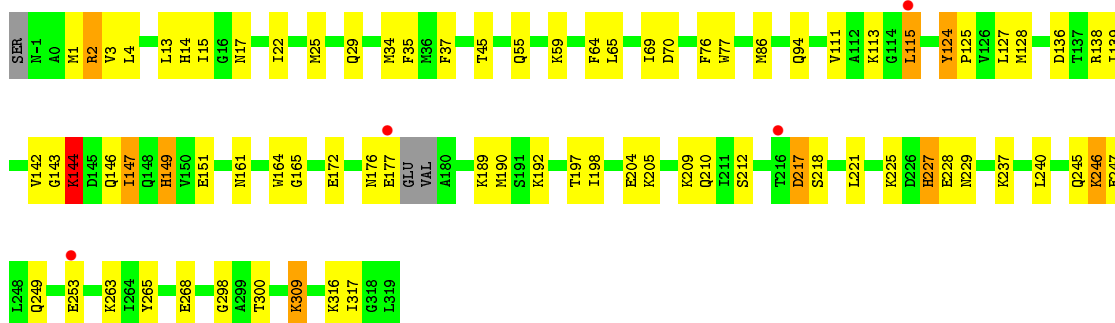 SER N-1 A0 M1 R2 V3 L4 L13 H14 I15 G16 N17 I22 M25 Q29 M34 F35 M36 F37 T45 Q55 K59 F64 L65 I69 D70 F76 W77 M86 Q94 V111 A112 K113 G114 L115 Y124 P125 V126 L127 M128 D136 T137 R138 I139
V142 G143 K144 D145 Q146 I147 Q148 H149 V150 E151 N161 W164 G165 E172 N176 E177 GLU VAL A180 K189 M190 S191 K192 T197 I198 E204 K205 K209 Q210 I211 S212 T216 D217 S218 L221 K225 D226 H227 E228 N229 K237 L240 Q245 K246 E247
L248 Q249 E253 K263 I264 Y265 E268 G298 A299 T300 K309 K316 I317 G318 L319